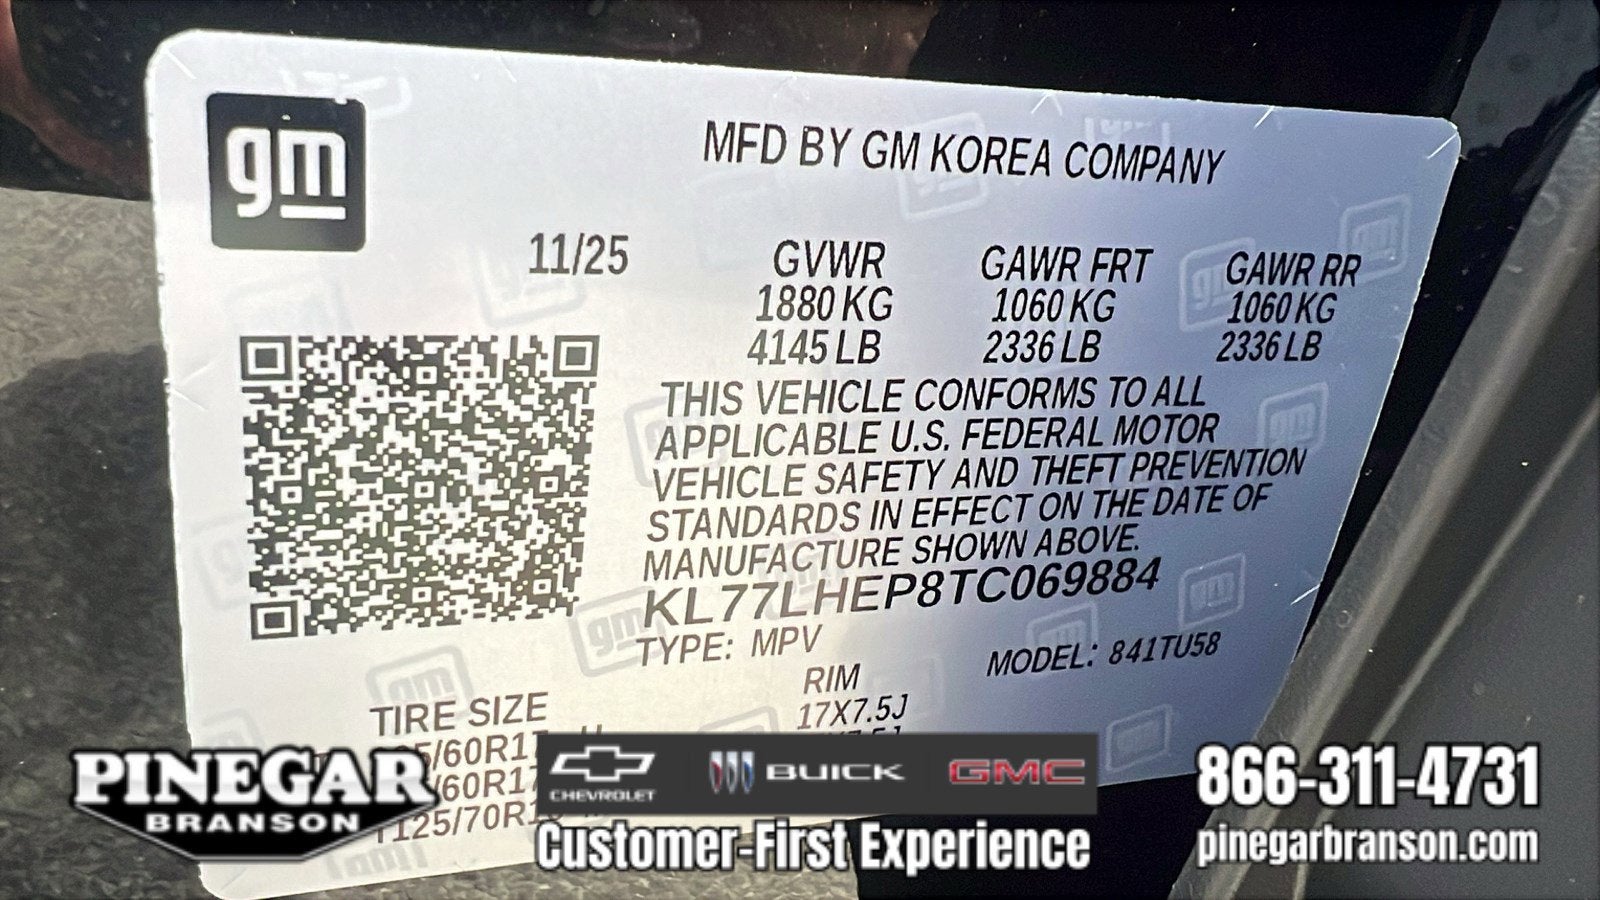 gm
MFD BY GM KOREA COMPANY
11/25
GVWR GAWR FRT GAWR RR
1880 KG 1060 KG 1060 KG
4145 LB 2336 LB 2336 LB
THIS VEHICLE CONFORMS TO ALL
APPLICABLE U.S. FEDERAL MOTOR
VEHICLE SAFETY AND THEFT PREVENTION
STANDARDS IN EFFECT ON THE DATE OF
MANUFACTURE SHOWN ABOVE.
KL77LHEP8TC069884
TYPE: MPV MODEL: 841TU58
TIRE SIZE RIM
17X7.5J
PINEGAR
BRANSON
CHEVROLET BUICK GMC
Customer-First Experience
866-311-4731
pinegarbranson.com